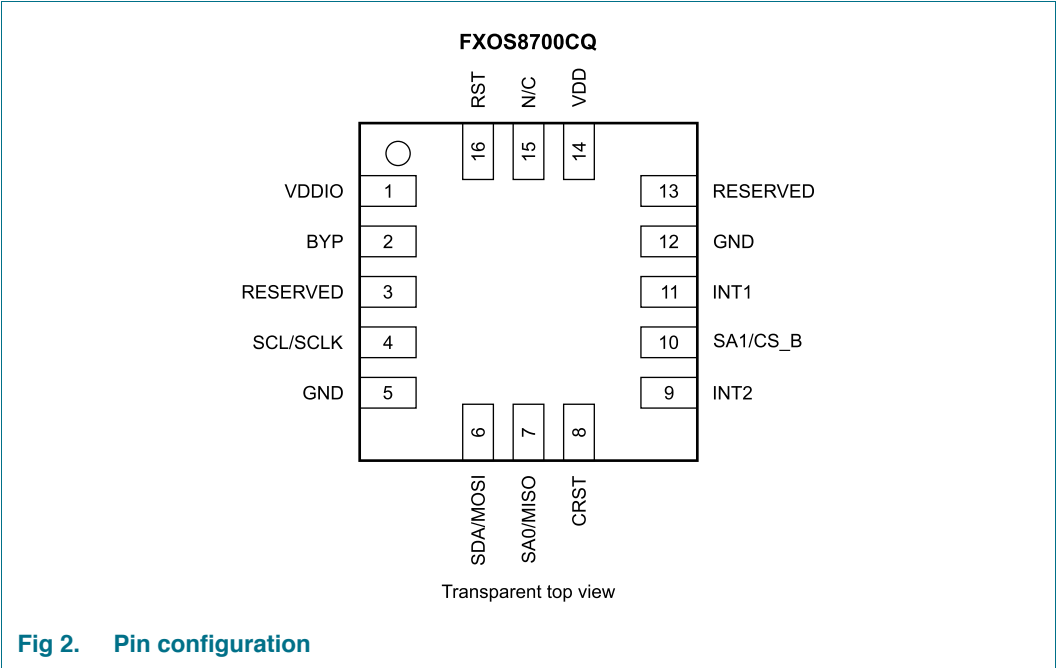 FXOS8700CQ
RST
N/C
VDD
16
15
14
VDDIO
1
13
RESERVED
BYP
2
12
GND
RESERVED
3
11
INT1
SCL/SCLK
4
10
SA1/CS_B
GND
5
9
INT2
6
7
8
SDA/MOSI
SA0/MISO
CRST
Transparent top view
Fig 2. Pin configuration